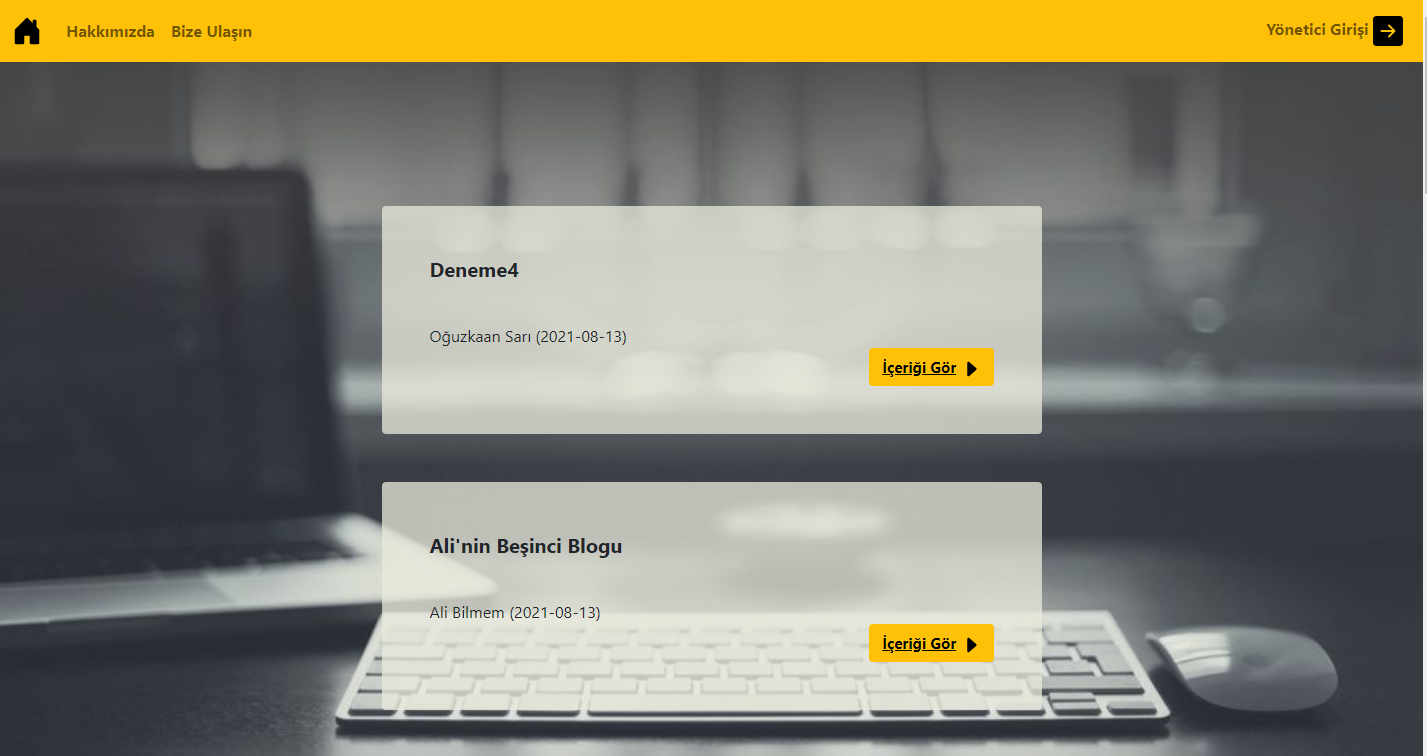 Hakkımızda Bize Ulaşın Yönetici Girişi
Deneme4
Oğuzkaan Sarı (2021-08-13)
İçeriği Gör
Ali'nin Beşinci Blogu
Ali Bilmem (2021-08-13)
İçeriği Gör